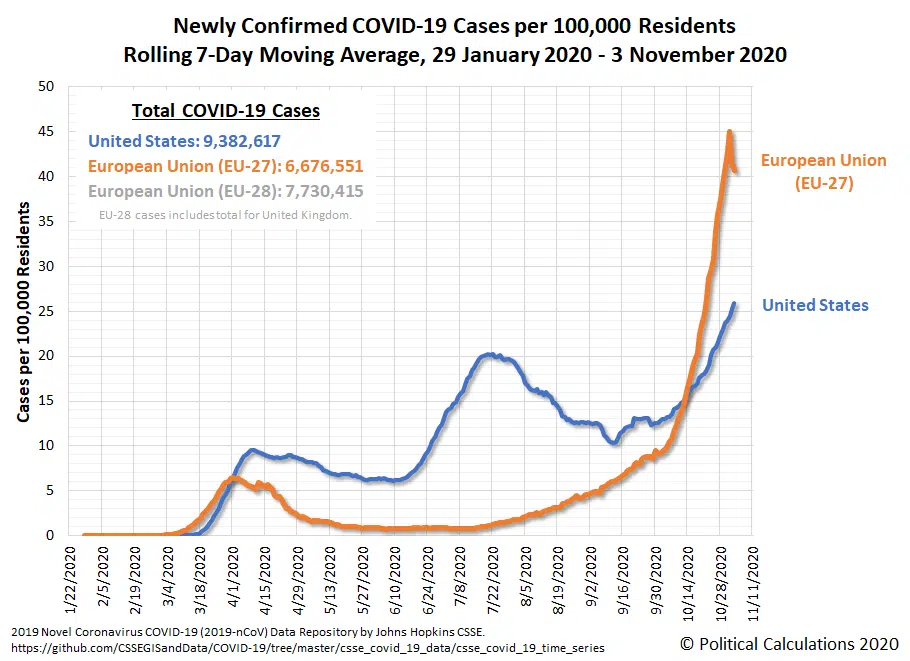 Newly Confirmed COVID-19 Cases per 100,000 Residents
Rolling 7-Day Moving Average, 29 January 2020 - 3 November 2020
Cases per 100,000 Residents
50
45
40
35
30
25
20
15
10
5
0
Total COVID-19 Cases
United States: 9,382,617
European Union (EU-27): 6,676,551
European Union (EU-28): 7,730,415
EU-28 cases includes total for United Kingdom.
European Union
(EU-27)
United States
1/22/2020
2/5/2020
2/19/2020
3/4/2020
3/18/2020
4/1/2020
4/15/2020
4/29/2020
5/13/2020
5/27/2020
6/10/2020
6/24/2020
7/8/2020
7/22/2020
8/5/2020
8/19/2020
9/2/2020
9/16/2020
9/30/2020
10/14/2020
10/28/2020
11/11/2020
2019 Novel Coronavirus COVID-19 (2019-nCoV) Data Repository by Johns Hopkins CSSE.
https://github.com/CSSEGISandData/COVID-19/tree/master/csse_covid_19_data/csse_covid_19_time_series
© Political Calculations 2020